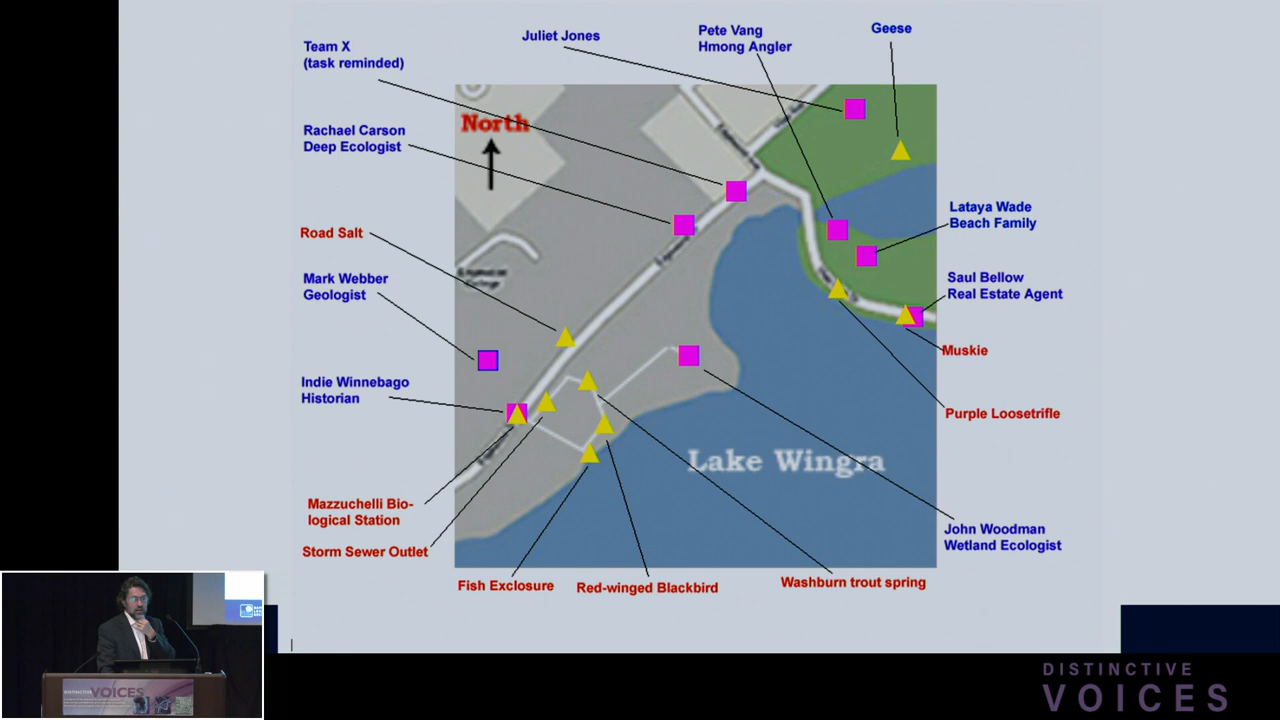 Team X
(task reminded)
Juliet Jones
Pete Vang
Hmong Angler
Geese
North
Rachael Carson
Deep Ecologist
Lataya Wade
Beach Family
Road Salt
Mark Webber
Geologist
College
Saul Bellow
Real Estate Agent
Muskie
Indie Winnebago
Historian
Purple Loosetrifle
Lake Wingra
Mazzuchelli Bio-
logical Station
Storm Sewer Outlet
John Woodman
Wetland Ecologist
Fish Exclosure
Red-winged Blackbird
Washburn trout spring
DISTINCTIVE
VOICES
DISTINCTIVE VOICES